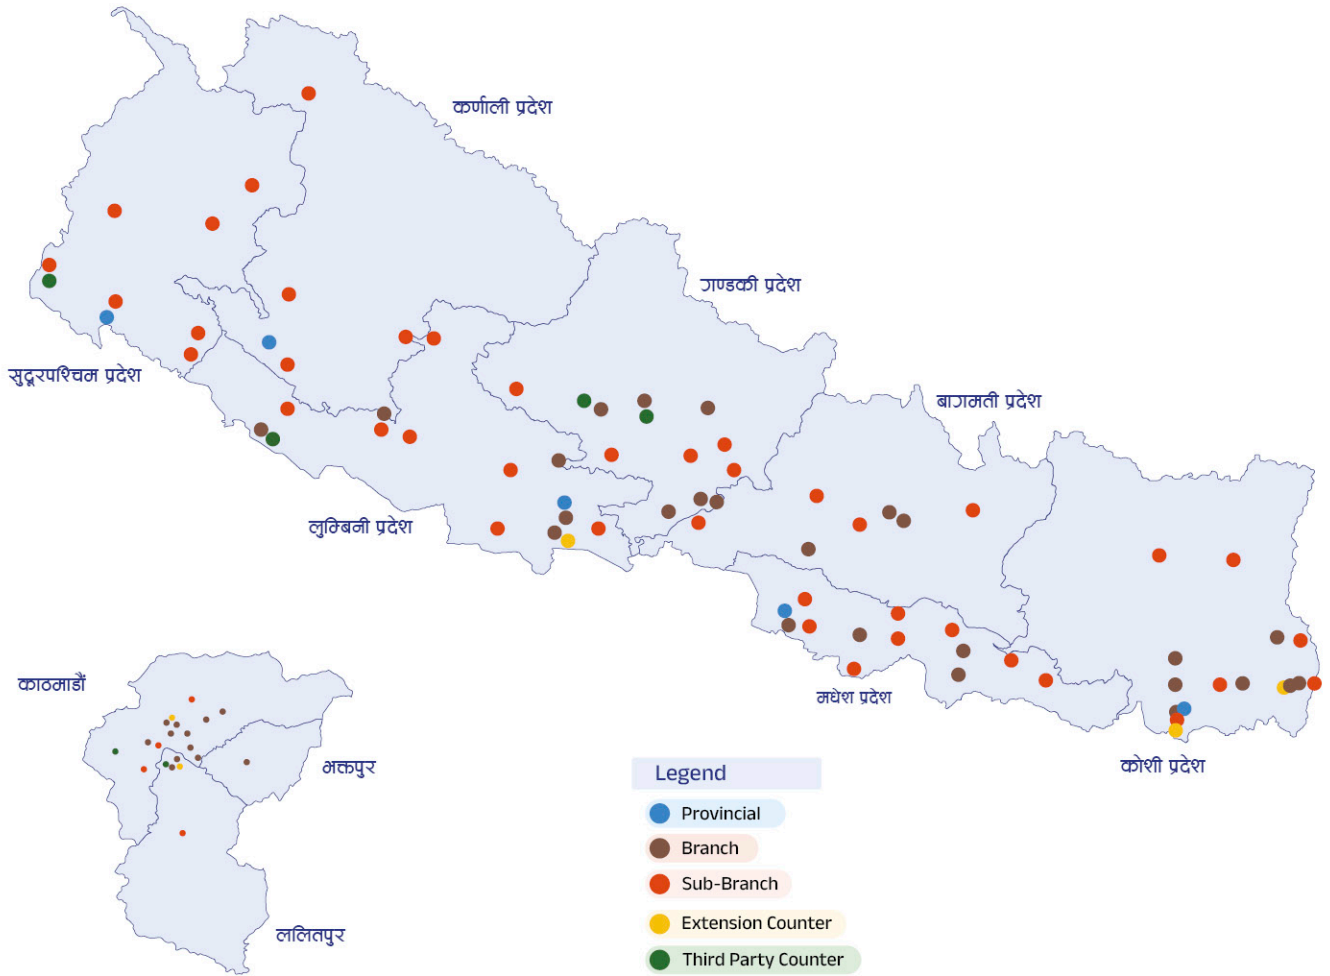 कर्णाली प्रदेश
गण्डकी प्रदेश
सुदूरपश्चिम प्रदेश
बागमती प्रदेश
लुम्बिनी प्रदेश
काठमाडौं
मधेश प्रदेश
भक्तपुर
कोशी प्रदेश
ललितपुर
Legend
Provincial
Branch
Sub-Branch
Extension Counter
Third Party Counter